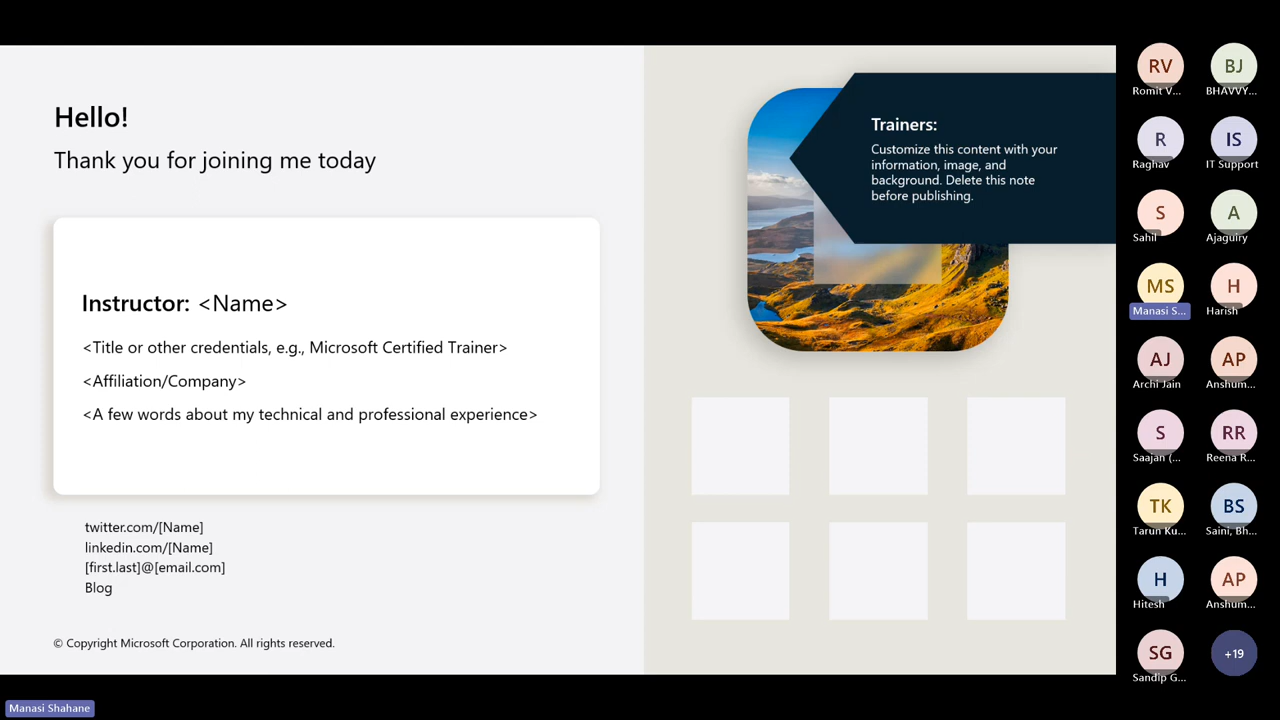 Hello!
Thank you for joining me today
Instructor: <Name>
<Title or other credentials, e.g., Microsoft Certified Trainer>
<Affiliation/Company>
<A few words about my technical and professional experience>
twitter.com/[Name]
linkedin.com/[Name]
[first.last]@[email.com]
Blog
© Copyright Microsoft Corporation. All rights reserved.
Trainers:
Customize this content with your
information, image, and
background. Delete this note
before publishing.
RV
Romit V...
BJ
BHAVVY...
R
Raghav
IS
IT Support
S
Sahil
A
Ajaguiry
MS
Manasi S...
H
Harish
AJ
Archi Jain
AP
Anshum...
S
Saajan (...
RR
Reena R...
TK
Tarun Ku...
BS
Saini, Bh...
H
Hitesh
AP
Anshum...
SG
Sandip G...
+19
Manasi Shahane